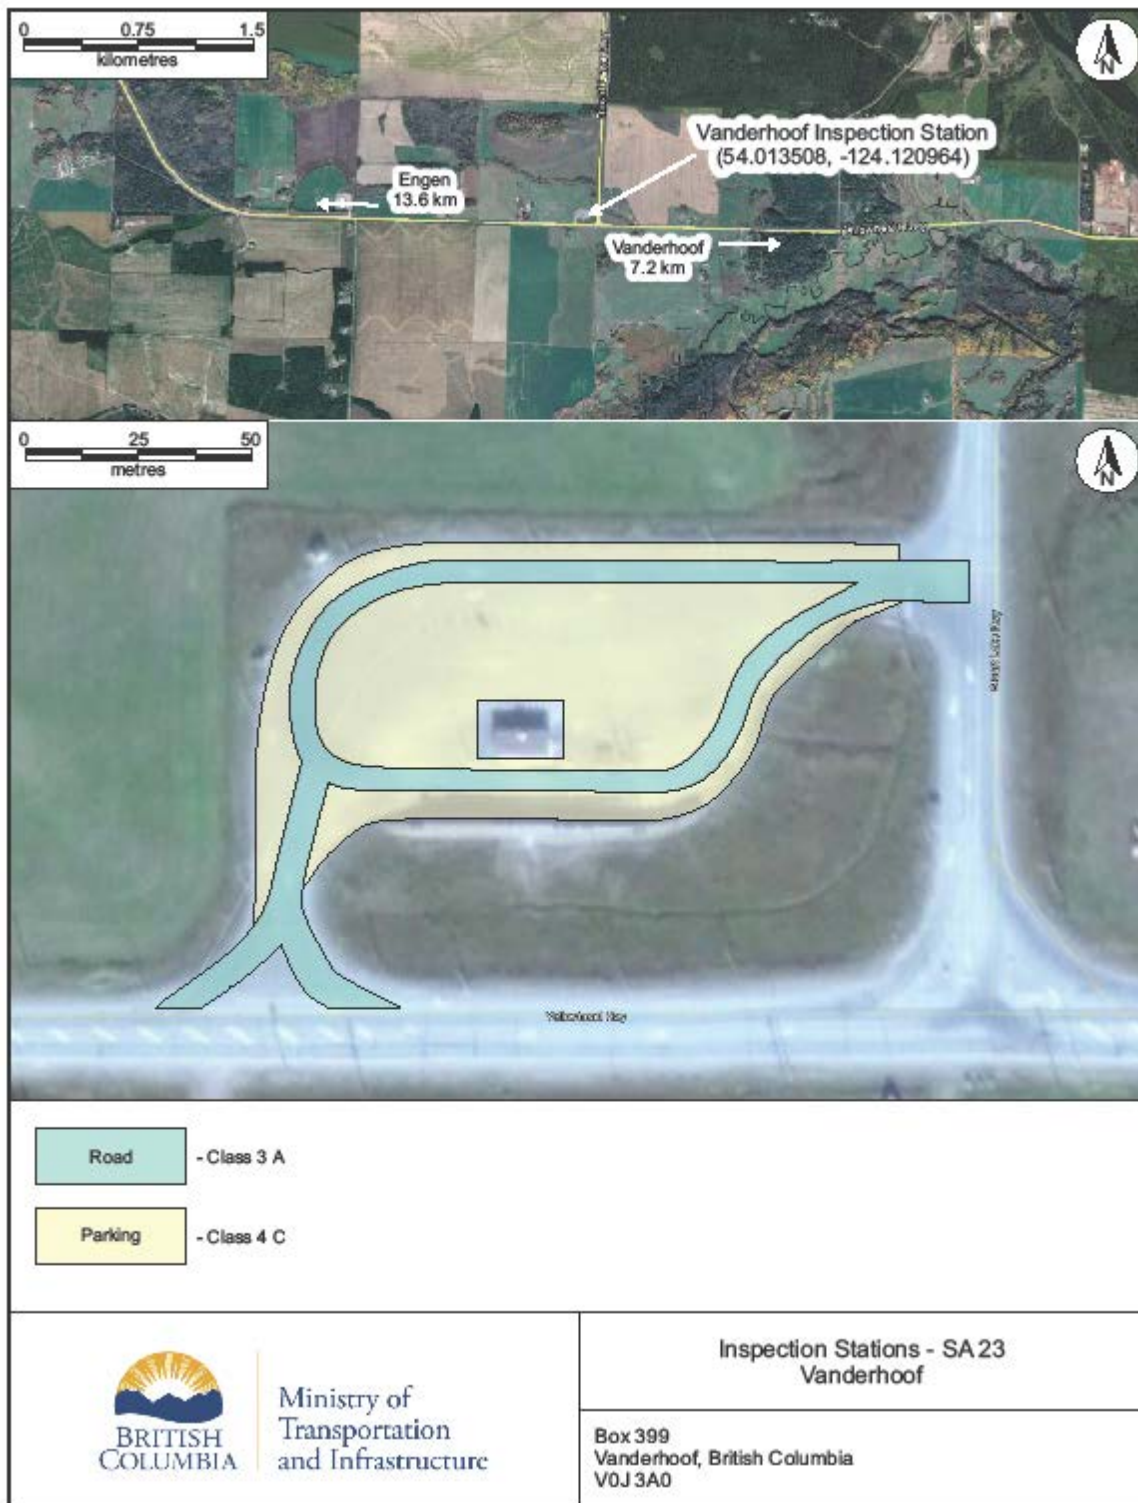 0 0.75 1.5
kilometres
N
Vanderhoof Inspection Station
(54.013508, -124.120964)
Engen
13.6 km
Vanderhoof
7.2 km
0 25 50
metres
N
Yellowhead Hwy
Road - Class 3 A
Parking - Class 4 C
BRITISH
COLUMBIA
Ministry of
Transportation
and Infrastructure
Inspection Stations - SA 23
Vanderhoof
Box 399
Vanderhoof, British Columbia
V0J 3A0